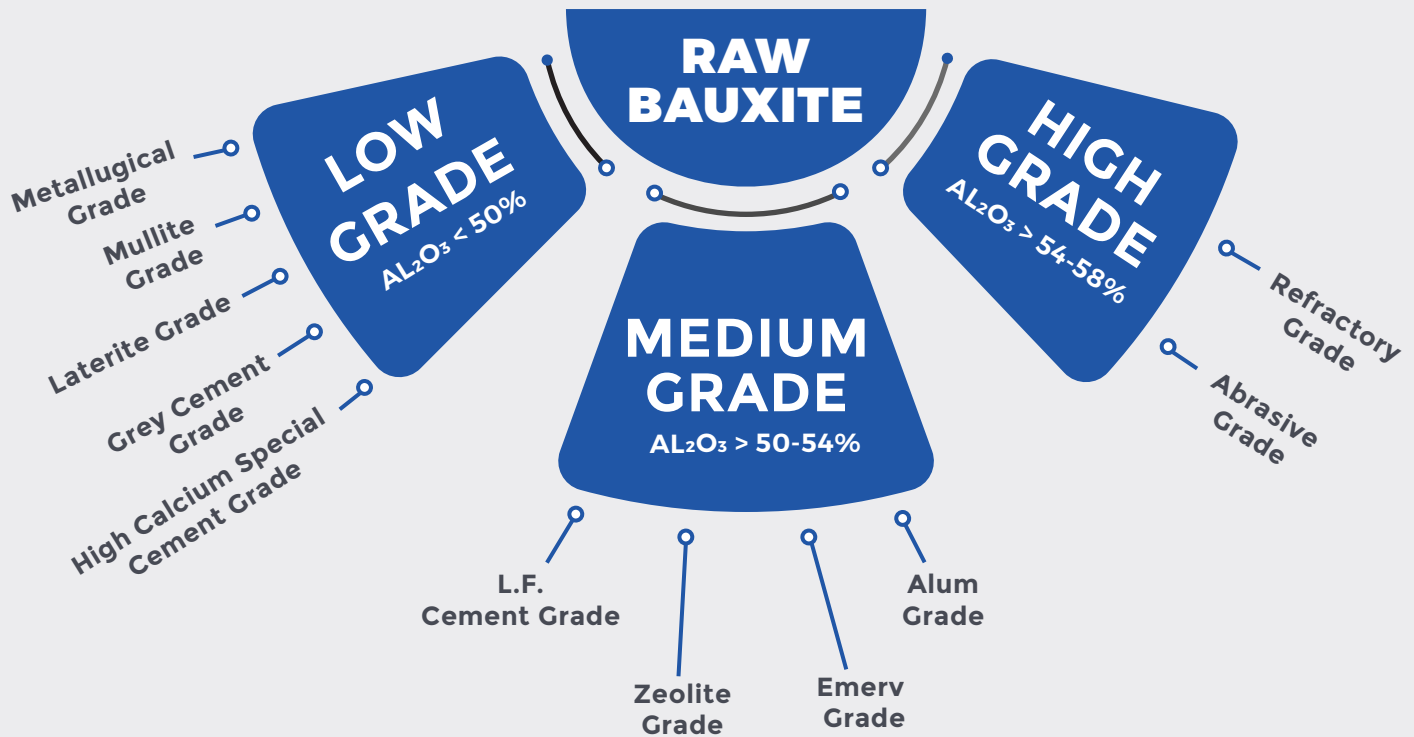 RAW
BAUXITE
LOW
GRADE
AL₂O₃ < 50%
Metallugical
Grade
Mullite
Grade
Laterite Grade
Grey Cement
Grade
High Calcium Special
Cement Grade
MEDIUM
GRADE
AL₂O₃ > 50-54%
L.F.
Cement Grade
Zeolite
Grade
Emerv
Grade
Alum
Grade
HIGH
GRADE
AL₂O₃ > 54-58%
Refractory
Grade
Abrasive
Grade